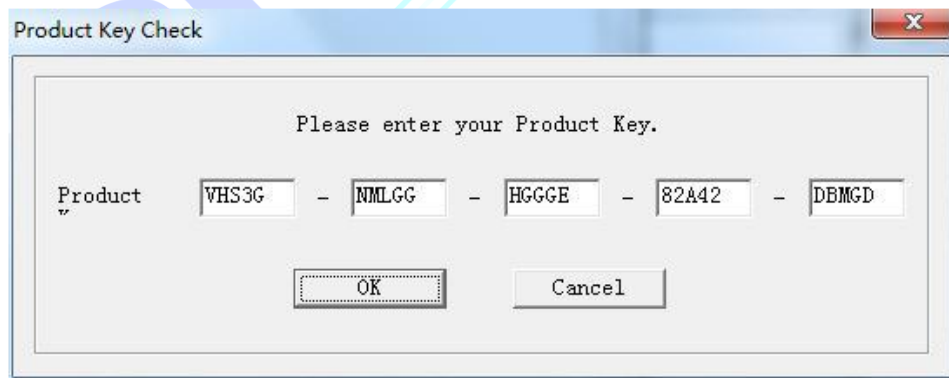 Product Key Check
Please enter your Product Key.
Product VHS3G - NMLGG - HGGGE - 82A42 - DBMGD
OK Cancel